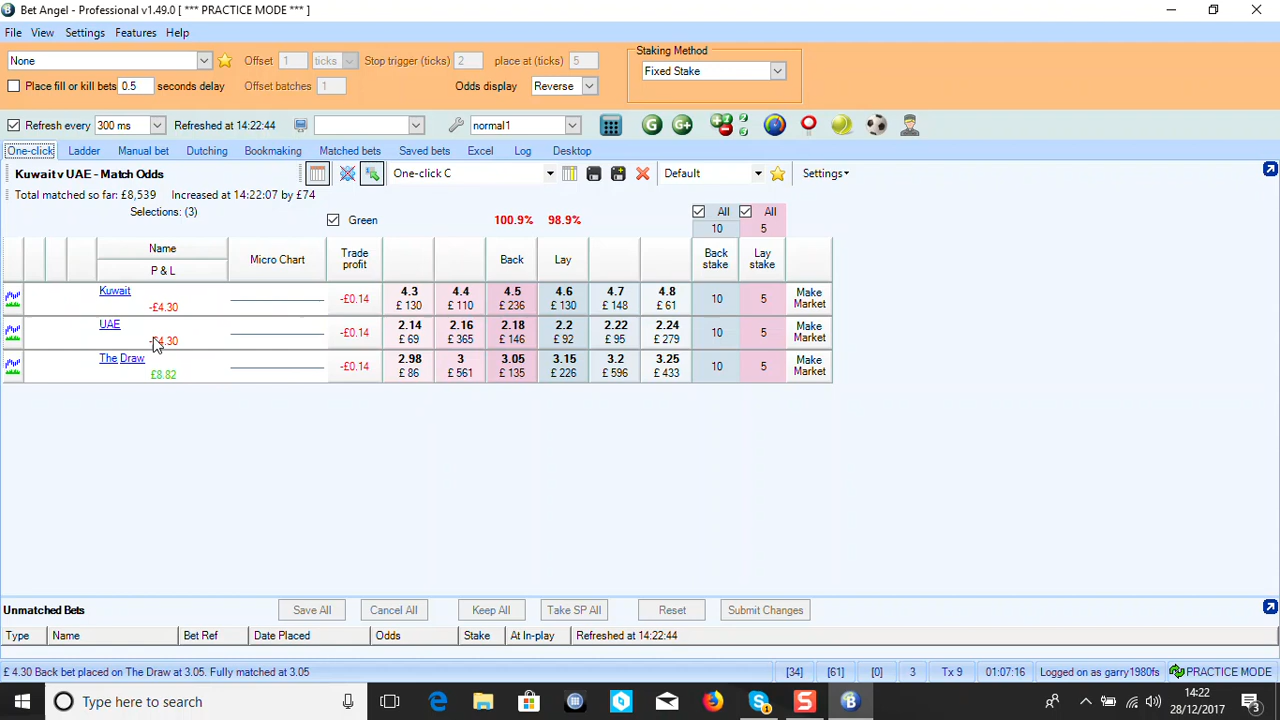 Bet Angel - Professional v1.49.0 [ *** PRACTICE MODE *** ]
File View Settings Features Help
None Offset 1 ticks Stop trigger (ticks) 2 place at (ticks) 5 Staking Method
Fixed Stake
Place fill or kill bets 0.5 seconds delay Offset batches 1 Odds display Reverse
Refresh every 300 ms Refreshed at 14:22:44 normal1
One-click Ladder Manual bet Dutching Bookmaking Matched bets Saved bets Excel Log Desktop
Kuwait v UAE - Match Odds One-click C Default Settings
Total matched so far: £8,539 Increased at 14:22:07 by £74
Selections: (3) Green 100.9% 98.9% All All
10 5
Name Micro Chart Trade profit Back Lay Back stake Lay stake
P & L
Kuwait -£0.14 4.3 4.4 4.5 4.6 4.7 4.8 10 5 Make Market
-£4.30 £ 130 £ 110 £ 236 £ 130 £ 148 £ 61
UAE -£0.14 2.14 2.16 2.18 2.2 2.22 2.24 10 5 Make Market
-£4.30 £ 69 £ 365 £ 146 £ 92 £ 95 £ 279
The Draw -£0.14 2.98 3 3.05 3.15 3.2 3.25 10 5 Make Market
£8.82 £ 86 £ 561 £ 135 £ 226 £ 596 £ 433
Unmatched Bets Save All Cancel All Keep All Take SP All Reset Submit Changes
Type Name Bet Ref Date Placed Odds Stake At In-play Refreshed at 14:22:44
£ 4.30 Back bet placed on The Draw at 3.05. Fully matched at 3.05 [34] [61] [0] 3 Tx 9 01:07:16 Logged on as garry1980fs PRACTICE MODE
Type here to search 14:22
28/12/2017